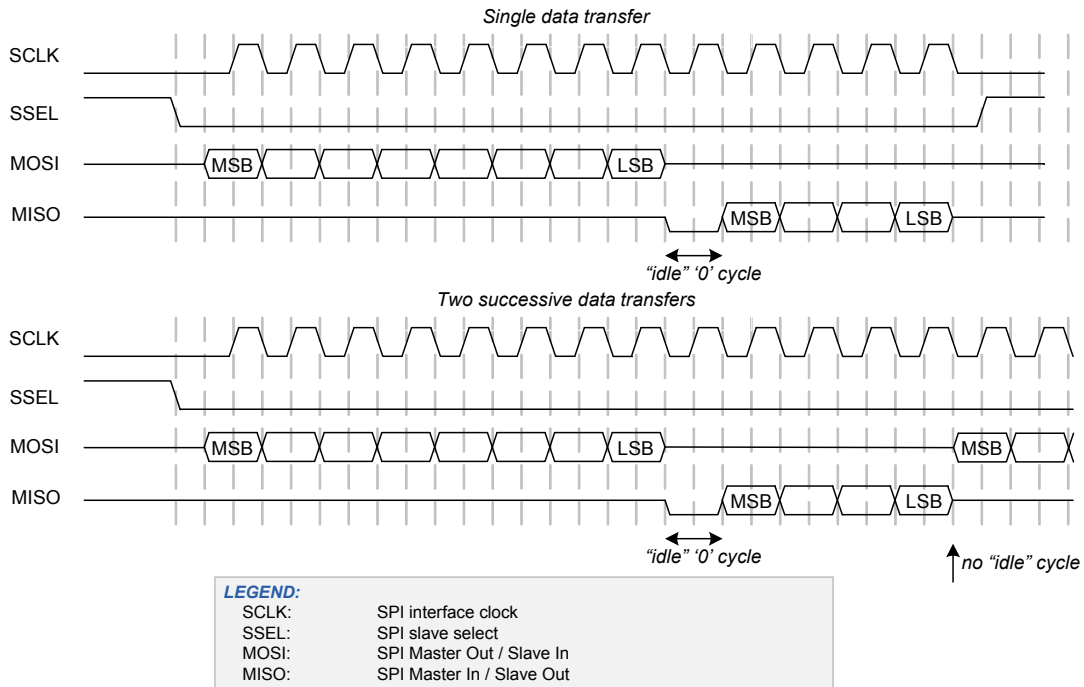 Single data transfer
SCLK
SSEL
MOSI MSB LSB
MISO MSB LSB
“idle” ‘0’ cycle
Two successive data transfers
SCLK
SSEL
MOSI MSB LSB MSB
MISO MSB LSB
“idle” ‘0’ cycle no “idle” cycle
LEGEND:
SCLK: SPI interface clock
SSEL: SPI slave select
MOSI: SPI Master Out / Slave In
MISO: SPI Master In / Slave Out